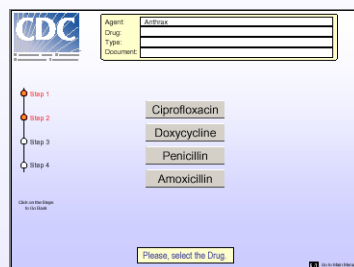 CDC
Agent: Anthrax
Drug:
Type:
Document:
Step 1
Step 2
Step 3
Step 4
Click on the Steps
to Go Back
Ciprofloxacin
Doxycycline
Penicillin
Amoxicillin
Please, select the Drug.
Go to Main Menu